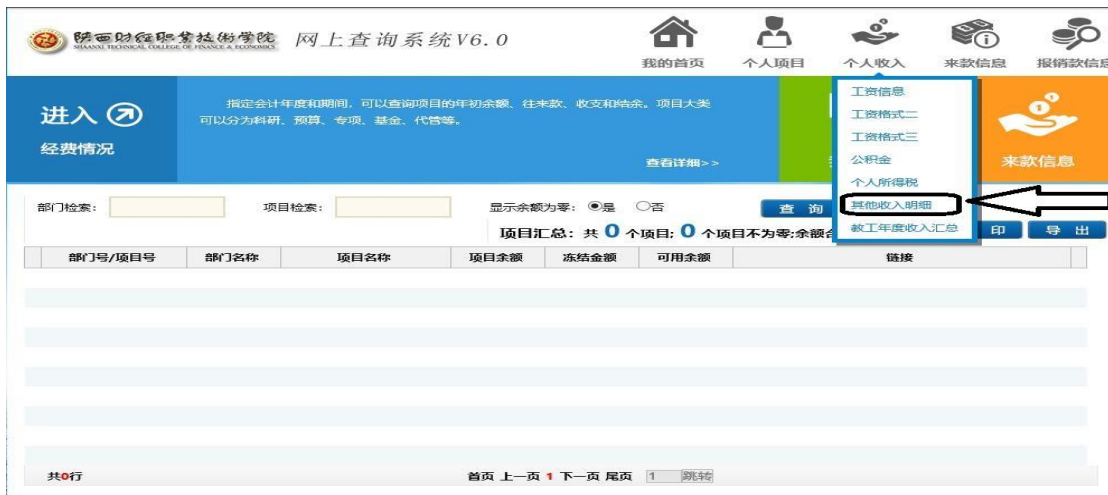 陕西财经职业技术学院 网上查询系统V6.0
SHAANXI TECHNICAL COLLEGE OF FINANCE & ECONOMICS
我的首页 个人项目 个人收入 来款信息 报销款信息
进入
经费情况
指定会计年度和期间，可以查询项目的年初余额、往来款、收支和结余。项目大类
可以分为科研、预算、专项、基金、代管等。
查看详细>>
工资信息
工资格式二
工资格式三
公积金
个人所得税
其他收入明细
教工年度收入汇总
来款信息
部门检索： 项目检索： 显示余额为零： 是 否 查 询
项目汇总：共 0 个项目; 0 个项目不为零;余额 印 导 出
部门号/项目号 部门名称 项目名称 项目余额 冻结金额 可用余额 链接
共0行 首页 上一页 1 下一页 尾页 1 跳转